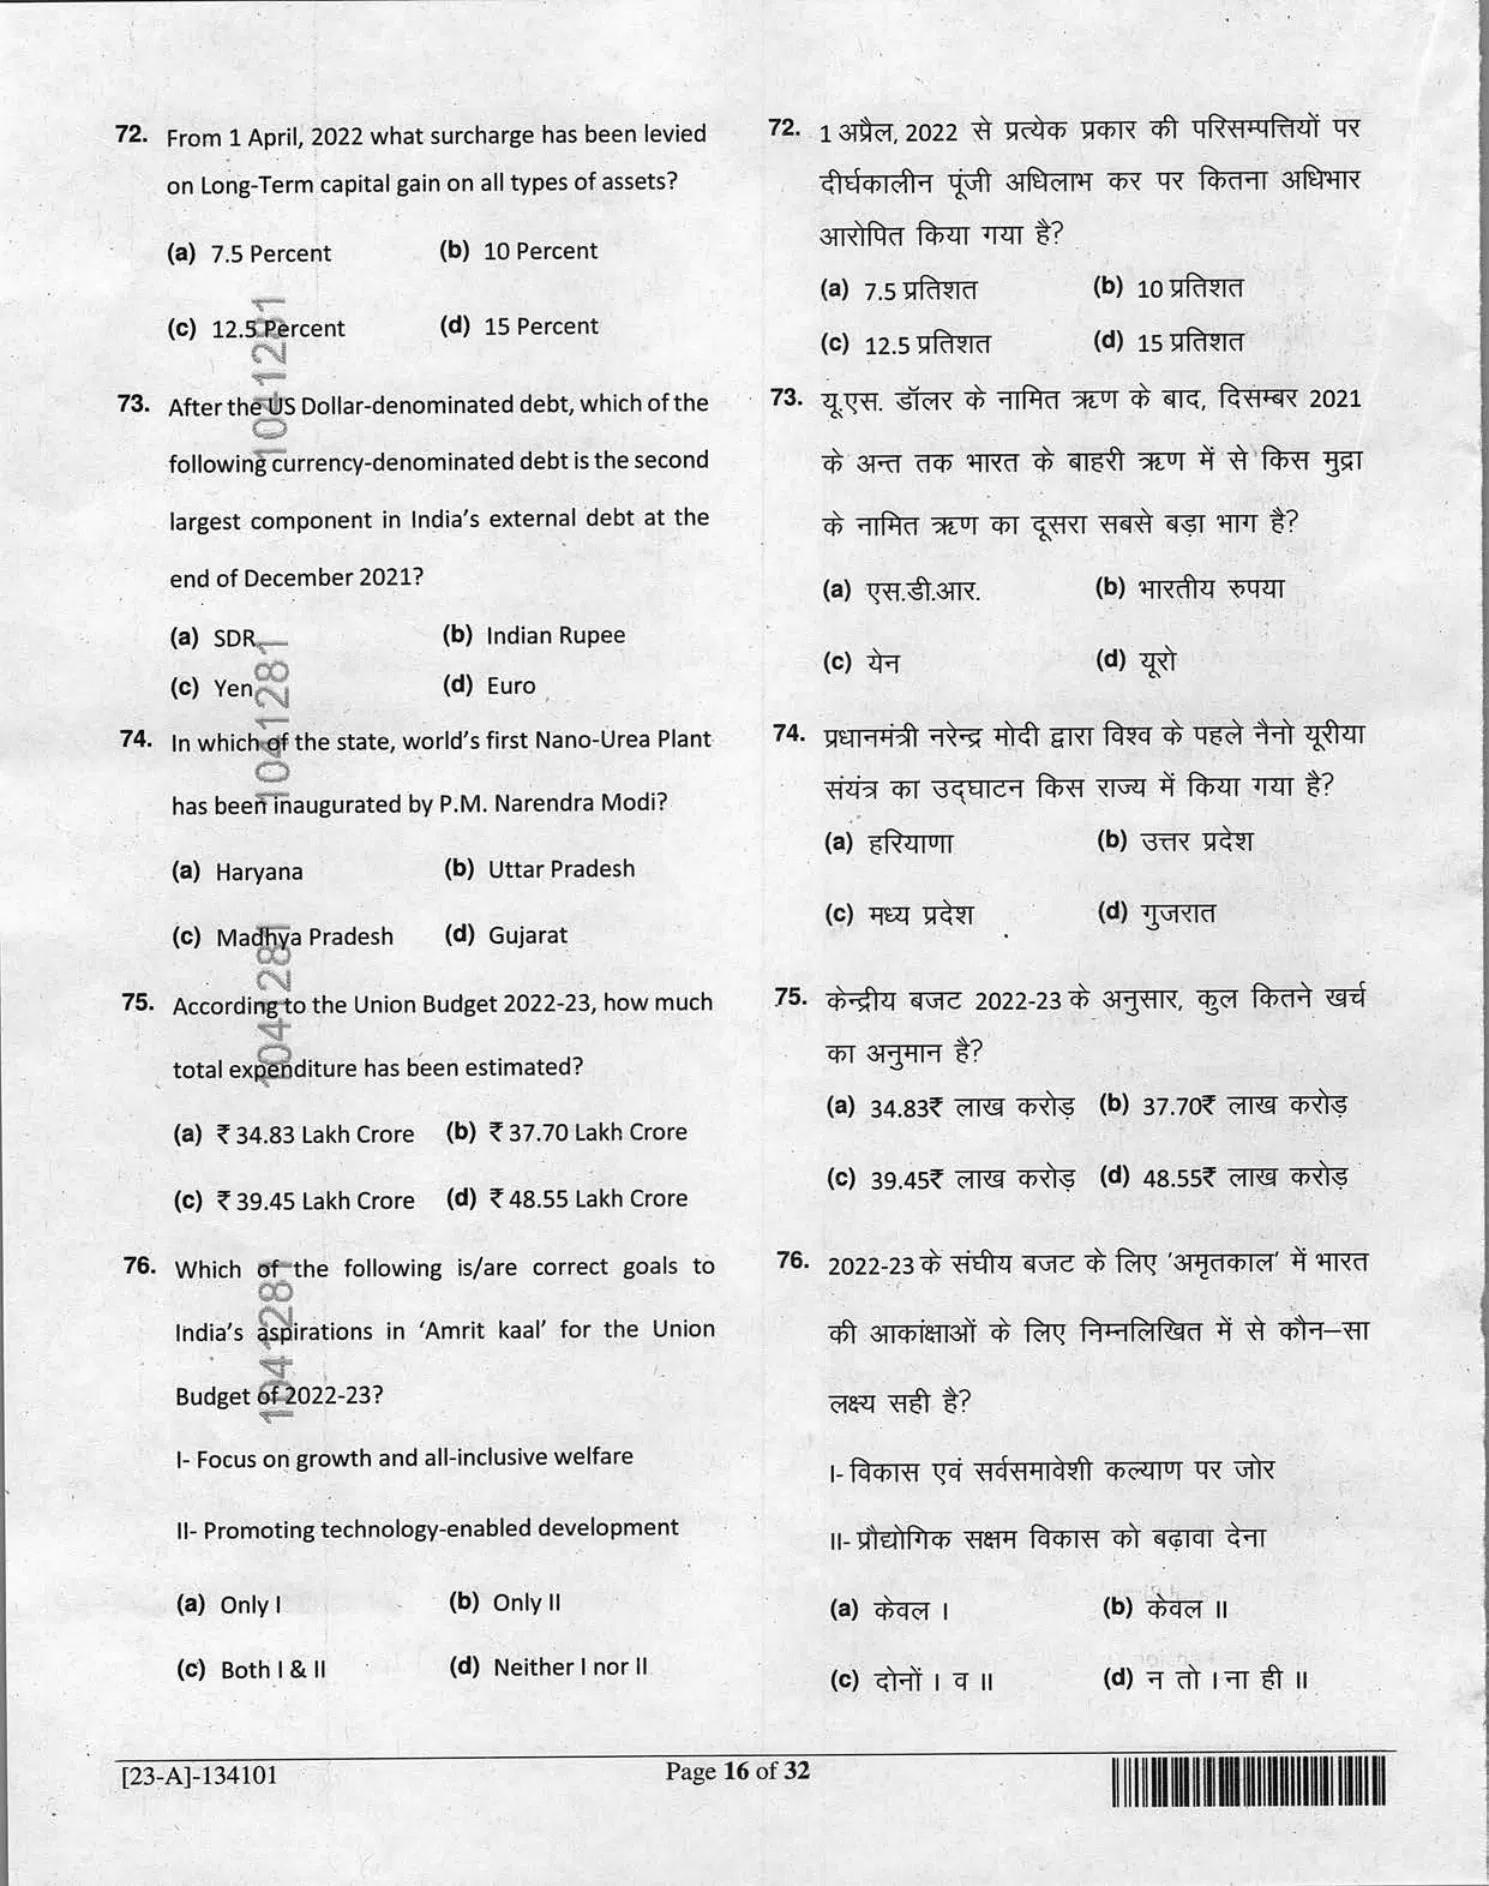 72. From 1 April, 2022 what surcharge has been levied
on Long-Term capital gain on all types of assets?
(a) 7.5 Percent (b) 10 Percent
(c) 12.5 Percent (d) 15 Percent
73. After the US Dollar-denominated debt, which of the
following currency-denominated debt is the second
largest component in India's external debt at the
end of December 2021?
(a) SDR (b) Indian Rupee
(c) Yen (d) Euro
74. In which of the state, world's first Nano-Urea Plant
has been inaugurated by P.M. Narendra Modi?
(a) Haryana (b) Uttar Pradesh
(c) Madhya Pradesh (d) Gujarat
75. According to the Union Budget 2022-23, how much
total expenditure has been estimated?
(a) ₹ 34.83 Lakh Crore (b) ₹ 37.70 Lakh Crore
(c) ₹ 39.45 Lakh Crore (d) ₹ 48.55 Lakh Crore
76. Which of the following is/are correct goals to
India's aspirations in 'Amrit kaal' for the Union
Budget of 2022-23?
I- Focus on growth and all-inclusive welfare
II- Promoting technology-enabled development
(a) Only I (b) Only II
(c) Both I & II (d) Neither I nor II
72. 1 अप्रैल, 2022 से प्रत्येक प्रकार की परिसम्पत्तियों पर
दीर्घकालीन पूंजी अधिलाभ कर पर कितना अधिभार
आरोपित किया गया है?
(a) 7.5 प्रतिशत (b) 10 प्रतिशत
(c) 12.5 प्रतिशत (d) 15 प्रतिशत
73. यू.एस. डॉलर के नामित ऋण के बाद, दिसम्बर 2021
के अन्त तक भारत के बाहरी ऋण में से किस मुद्रा
के नामित ऋण का दूसरा सबसे बड़ा भाग है?
(a) एस.डी.आर. (b) भारतीय रुपया
(c) येन (d) यूरो
74. प्रधानमंत्री नरेन्द्र मोदी द्वारा विश्व के पहले नैनो यूरीया
संयंत्र का उद्घाटन किस राज्य में किया गया है?
(a) हरियाणा (b) उत्तर प्रदेश
(c) मध्य प्रदेश (d) गुजरात
75. केन्द्रीय बजट 2022-23 के अनुसार, कुल कितने खर्च
का अनुमान है?
(a) 34.83₹ लाख करोड़ (b) 37.70₹ लाख करोड़
(c) 39.45₹ लाख करोड़ (d) 48.55₹ लाख करोड़
76. 2022-23 के संघीय बजट के लिए 'अमृतकाल' में भारत
की आकांक्षाओं के लिए निम्नलिखित में से कौन–सा
लक्ष्य सही है?
I- विकास एवं सर्वसमावेशी कल्याण पर जोर
II- प्रौद्योगिक सक्षम विकास को बढ़ावा देना
(a) केवल I (b) केवल II
(c) दोनों I व II (d) न तो I ना ही II
1041281
1041281
1041281
1041281
[23-A]-134101 Page 16 of 32